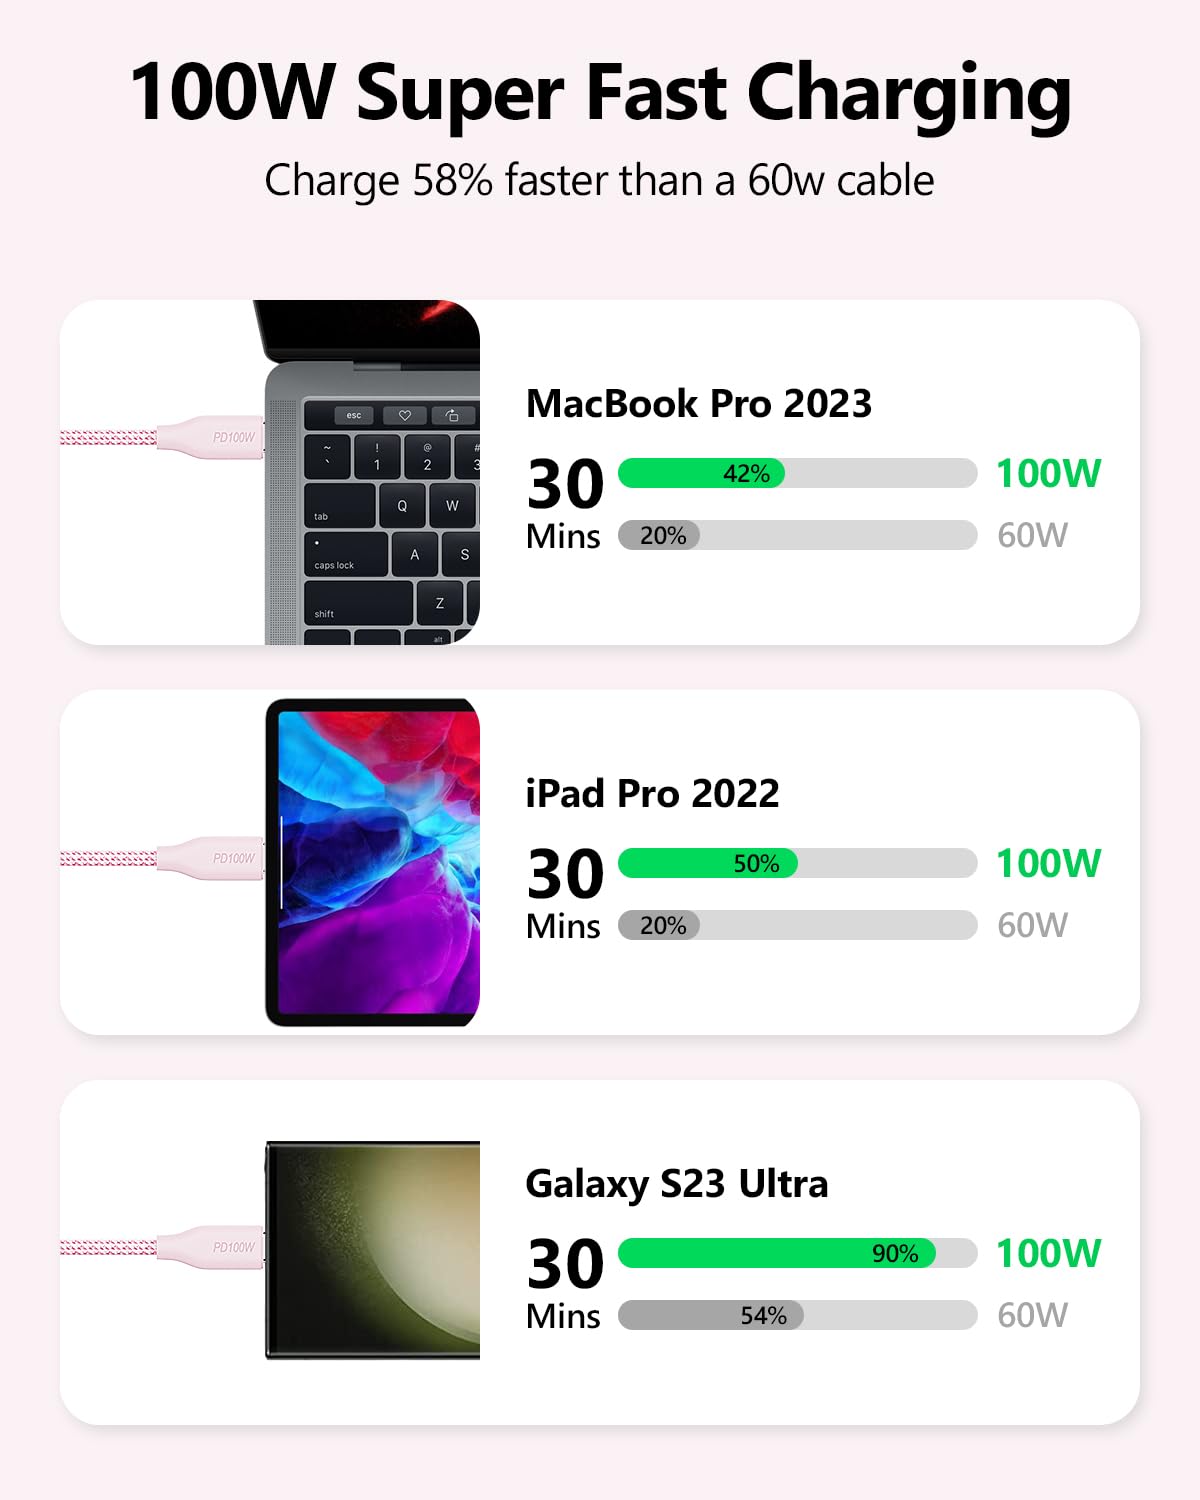 100W Super Fast Charging
Charge 58% faster than a 60w cable
PD100W
esc
~ ` ! 1 @ 2 # 3
tab Q W
caps lock A S
shift Z
alt
MacBook Pro 2023
30 Mins
42% 100W
20% 60W
PD100W
iPad Pro 2022
30 Mins
50% 100W
20% 60W
PD100W
Galaxy S23 Ultra
30 Mins
90% 100W
54% 60W